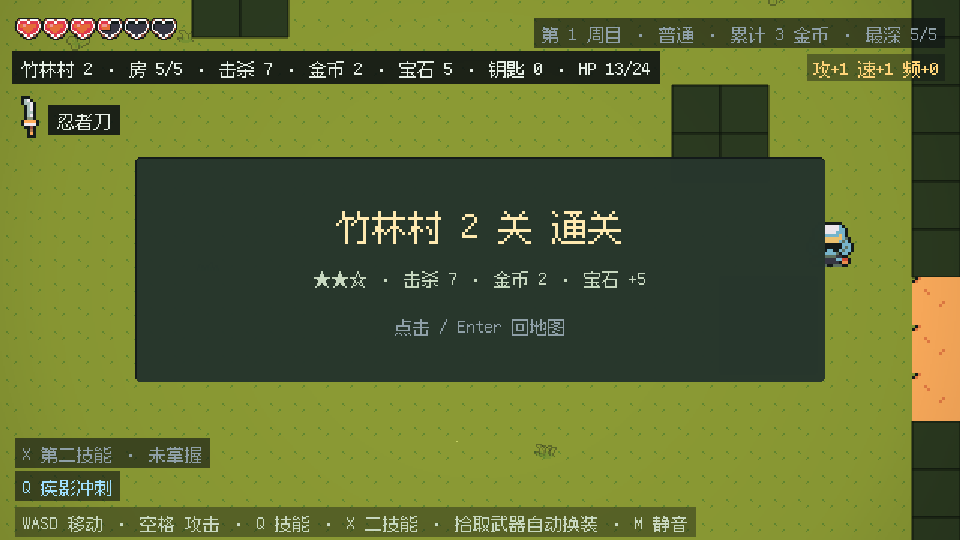 第 1 周目 · 普通 · 累计 3 金币 · 最深 5/5
竹林村 2 · 房 5/5 · 击杀 7 · 金币 2 · 宝石 5 · 钥匙 0 · HP 13/24
攻+1 速+1 频+0
忍者刀
竹林村 2 关 通关
★★☆ · 击杀 7 · 金币 2 · 宝石 +5
点击 / Enter 回地图
X 第二技能 · 未掌握
Q 疾影冲刺
WASD 移动 · 空格 攻击 · Q 技能 · X 二技能 · 拾取武器自动换装 · M 静音